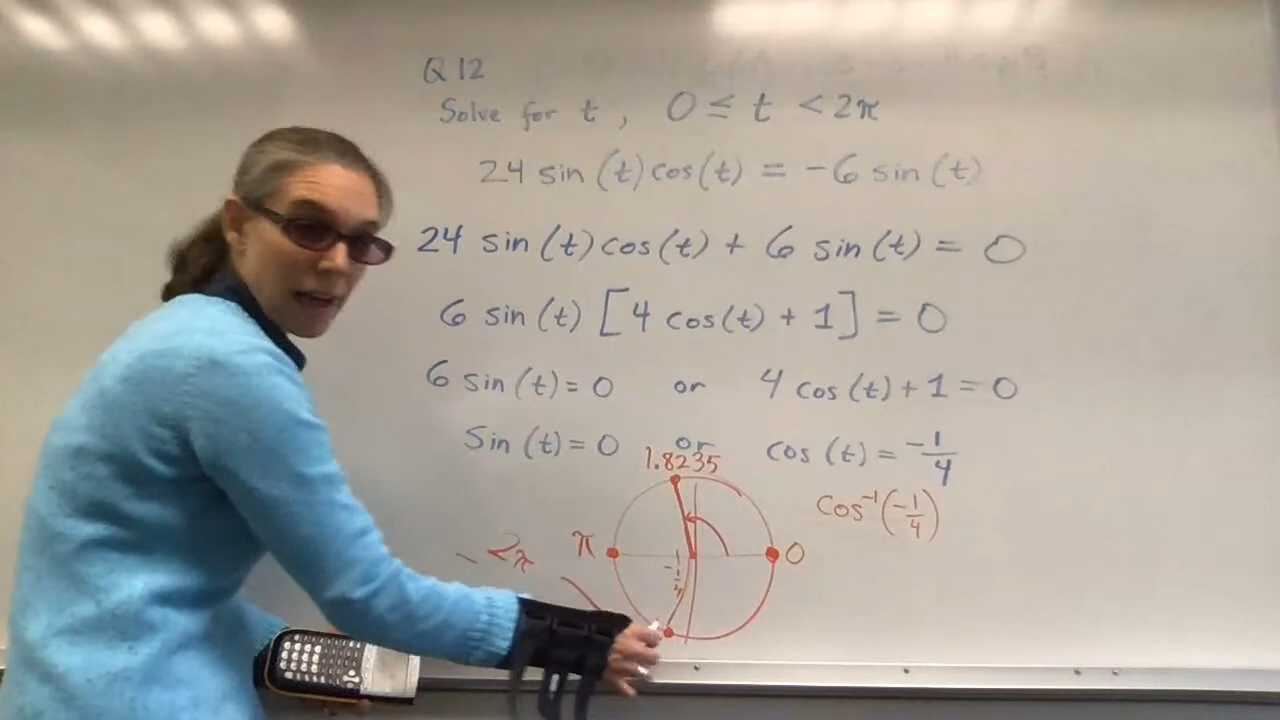 Q 12
Solve for t, 0 ≤ t < 2π
24 sin (t) cos(t) = -6 sin (t)
24 sin (t) cos(t) + 6 sin (t) = 0
6 sin (t) [4 cos(t) + 1] = 0
6 sin (t) = 0 or 4 cos (t) + 1 = 0
Sin (t) = 0 or cos (t) = -1/4
1.8235
cos⁻¹(-1/4)
π 0
-1/4
2π